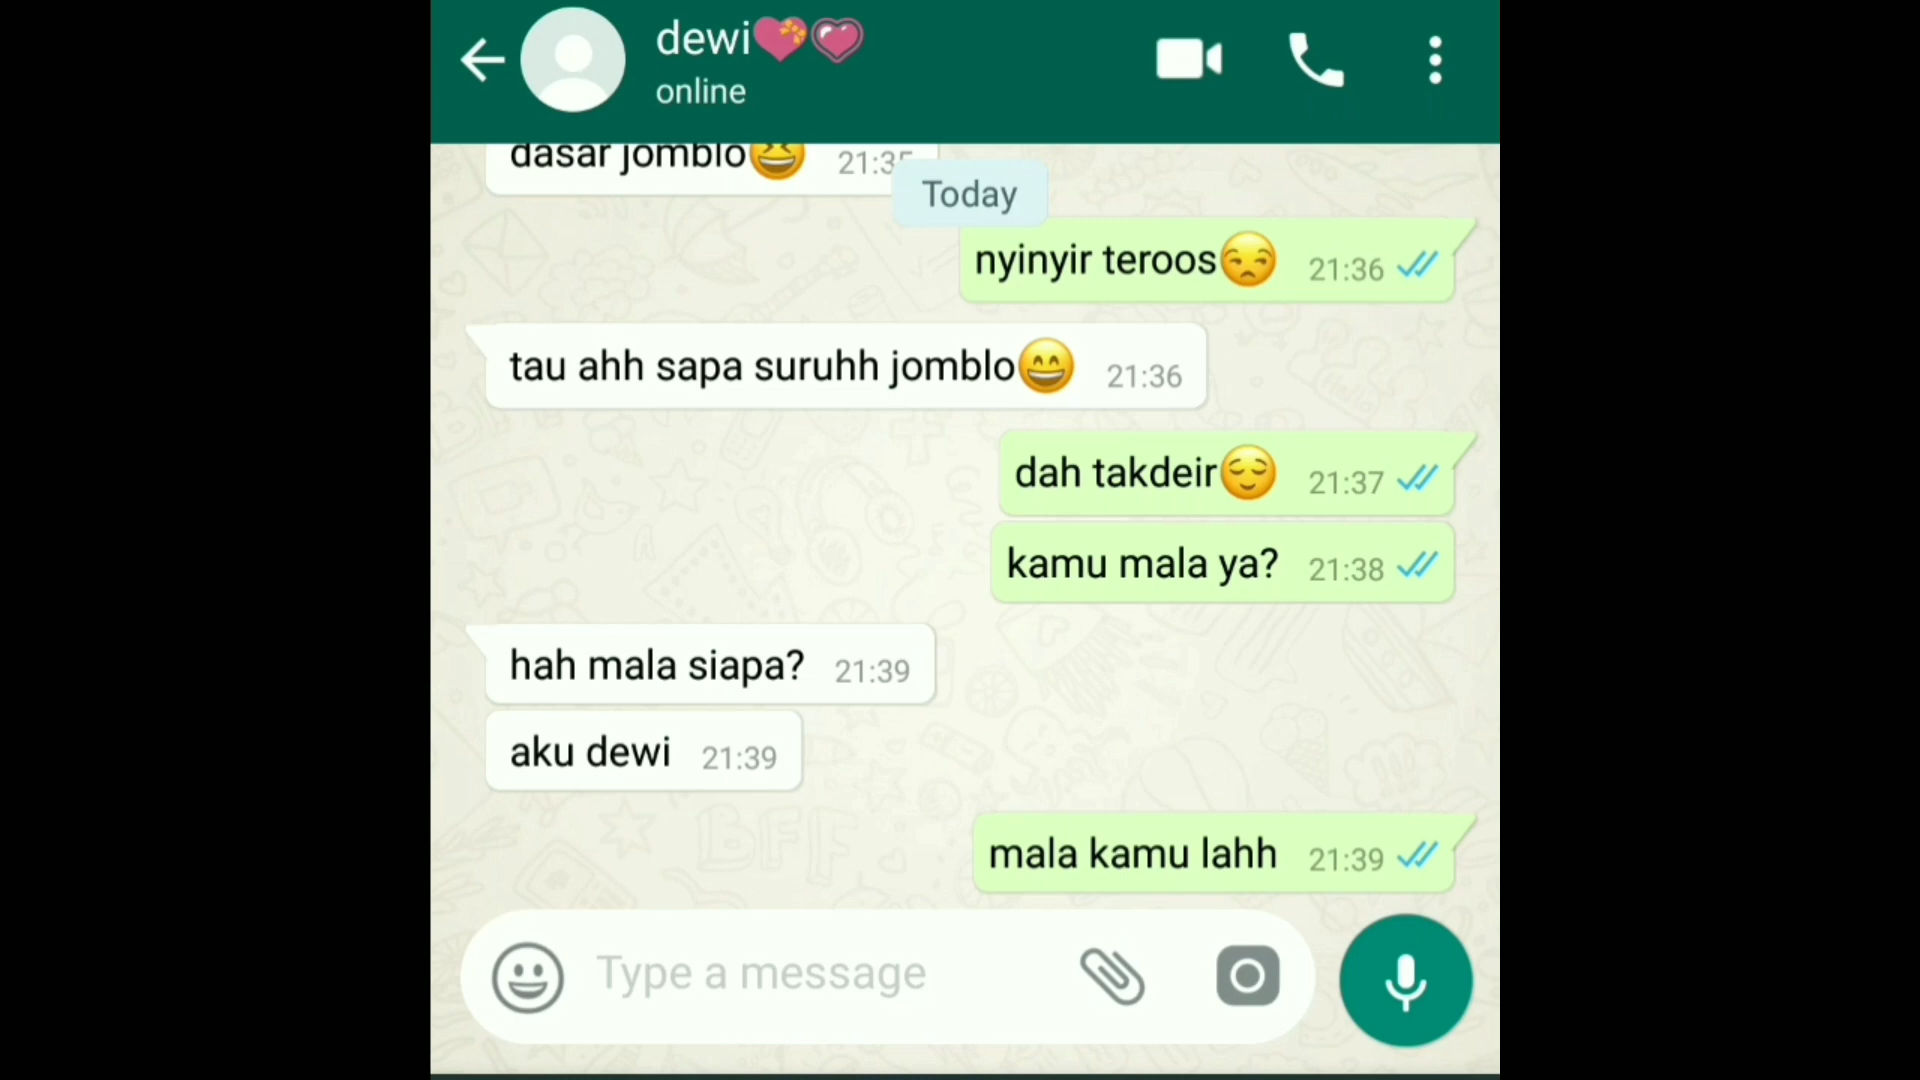 dewi💝💗
online
dasar jomblo😆 21:35
Today
nyinyir teroos😒 21:36
tau ahh sapa suruhh jomblo😄 21:36
dah takdeir😌 21:37
kamu mala ya? 21:38
hah mala siapa? 21:39
aku dewi 21:39
mala kamu lahh 21:39
Type a message